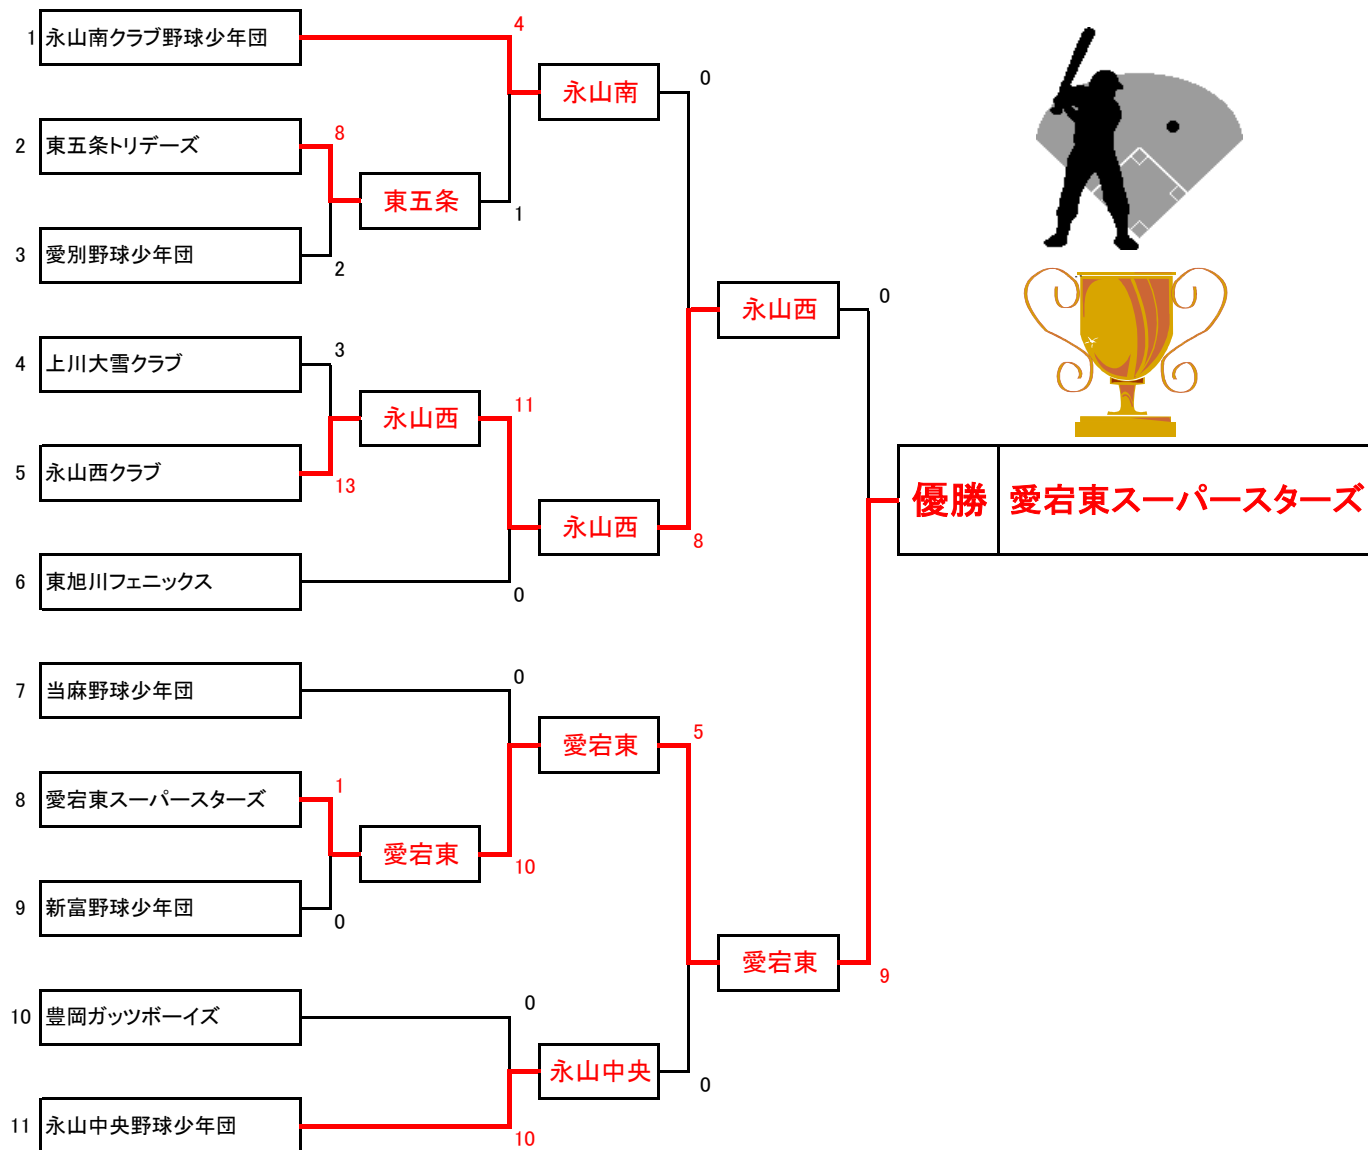 4
1 永山南クラブ野球少年団
永山南
0
2 東五条トリデーズ
8
東五条
1
3 愛別野球少年団
2
永山西
0
4 上川大雪クラブ
3
永山西
11
5 永山西クラブ
13
永山西
8
優勝 愛宕東スーパースターズ
6 東旭川フェニックス
0
7 当麻野球少年団
0
愛宕東
5
8 愛宕東スーパースターズ
1
愛宕東
10
9 新富野球少年団
0
愛宕東
9
10 豊岡ガッツボーイズ
0
永山中央
0
11 永山中央野球少年団
10